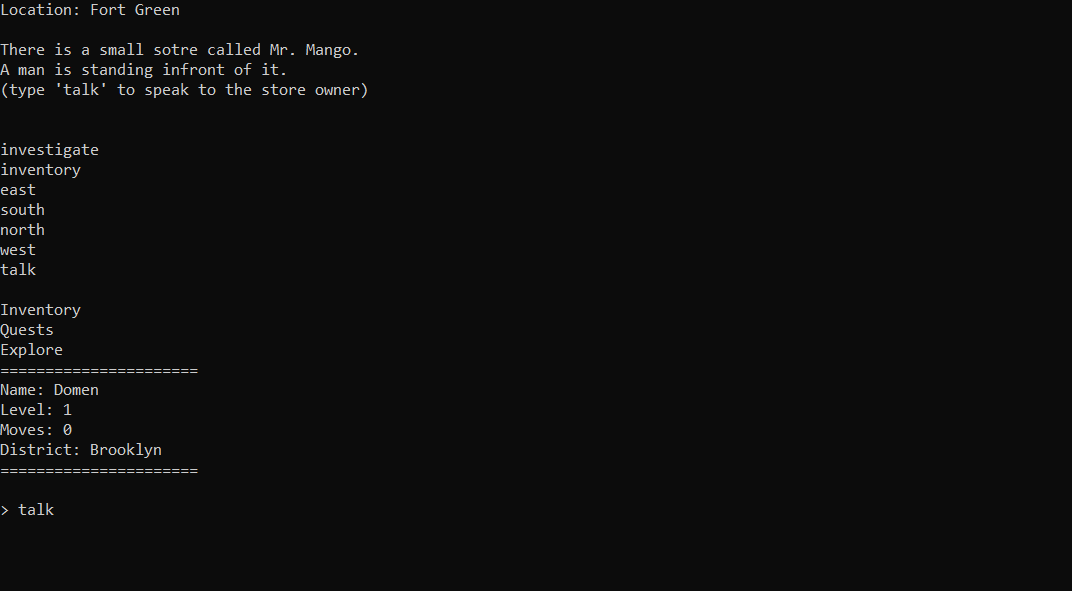 Location: Fort Green
There is a small sotre called Mr. Mango.
A man is standing infront of it.
(type 'talk' to speak to the store owner)
investigate
inventory
east
south
north
west
talk
Inventory
Quests
Explore
======================
Name: Domen
Level: 1
Moves: 0
District: Brooklyn
======================
> talk